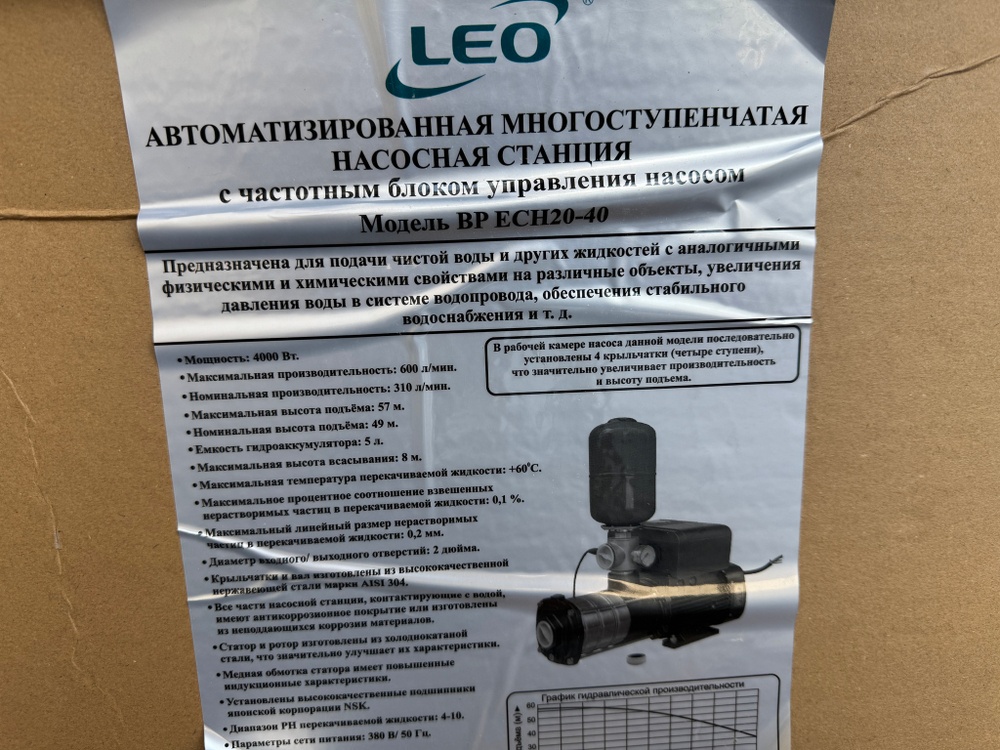 LEO®
АВТОМАТИЗИРОВАННАЯ МНОГОСТУПЕНЧАТАЯ
НАСОСНАЯ СТАНЦИЯ
с частотным блоком управления насосом
Модель BP ECH20-40
Предназначена для подачи чистой воды и других жидкостей с аналогичными
физическими и химическими свойствами на различные объекты, увеличения
давления воды в системе водопровода, обеспечения стабильного
водоснабжения и т. д.
• Мощность: 4000 Вт.
• Максимальная производительность: 600 л/мин.
• Номинальная производительность: 310 л/мин.
• Максимальная высота подъёма: 57 м.
• Номинальная высота подъёма: 49 м.
• Емкость гидроаккумулятора: 5 л.
• Максимальная высота всасывания: 8 м.
• Максимальная температура перекачиваемой жидкости: +60°С.
• Максимальное процентное соотношение взвешенных
нерастворимых частиц в перекачиваемой жидкости: 0,1 %.
• Максимальный линейный размер нерастворимых
частиц в перекачиваемой жидкости: 0,2 мм.
• Диаметр входного/ выходного отверстий: 2 дюйма.
• Крыльчатки и вал изготовлены из высококачественной
нержавеющей стали марки AISI 304.
• Все части насосной станции, контактирующие с водой,
имеют антикоррозионное покрытие или изготовлены
из неподдающихся коррозии материалов.
• Статор и ротор изготовлены из холоднокатаной
стали, что значительно улучшает их характеристики.
• Медная обмотка статора имеет повышенные
индукционные характеристики.
• Установлены высококачественные подшипники
японской корпорации NSK.
• Диапазон PH перекачиваемой жидкости: 4-10.
• Параметры сети питания: 380 В/ 50 Гц.
В рабочей камере насоса данной модели последовательно
установлены 4 крыльчатки (четыре ступени),
что значительно увеличивает производительность
и высоту подъема.
График гидравлической производительности
60
50
40
30